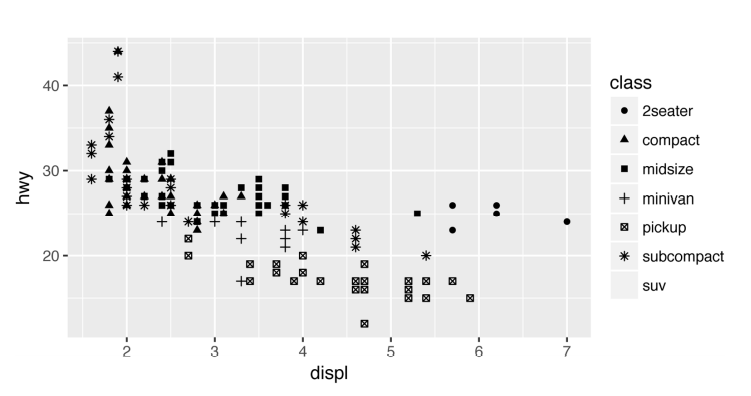 hwy
40
30
20
2 3 4 5 6 7
displ
class
2seater
compact
midsize
minivan
pickup
subcompact
suv